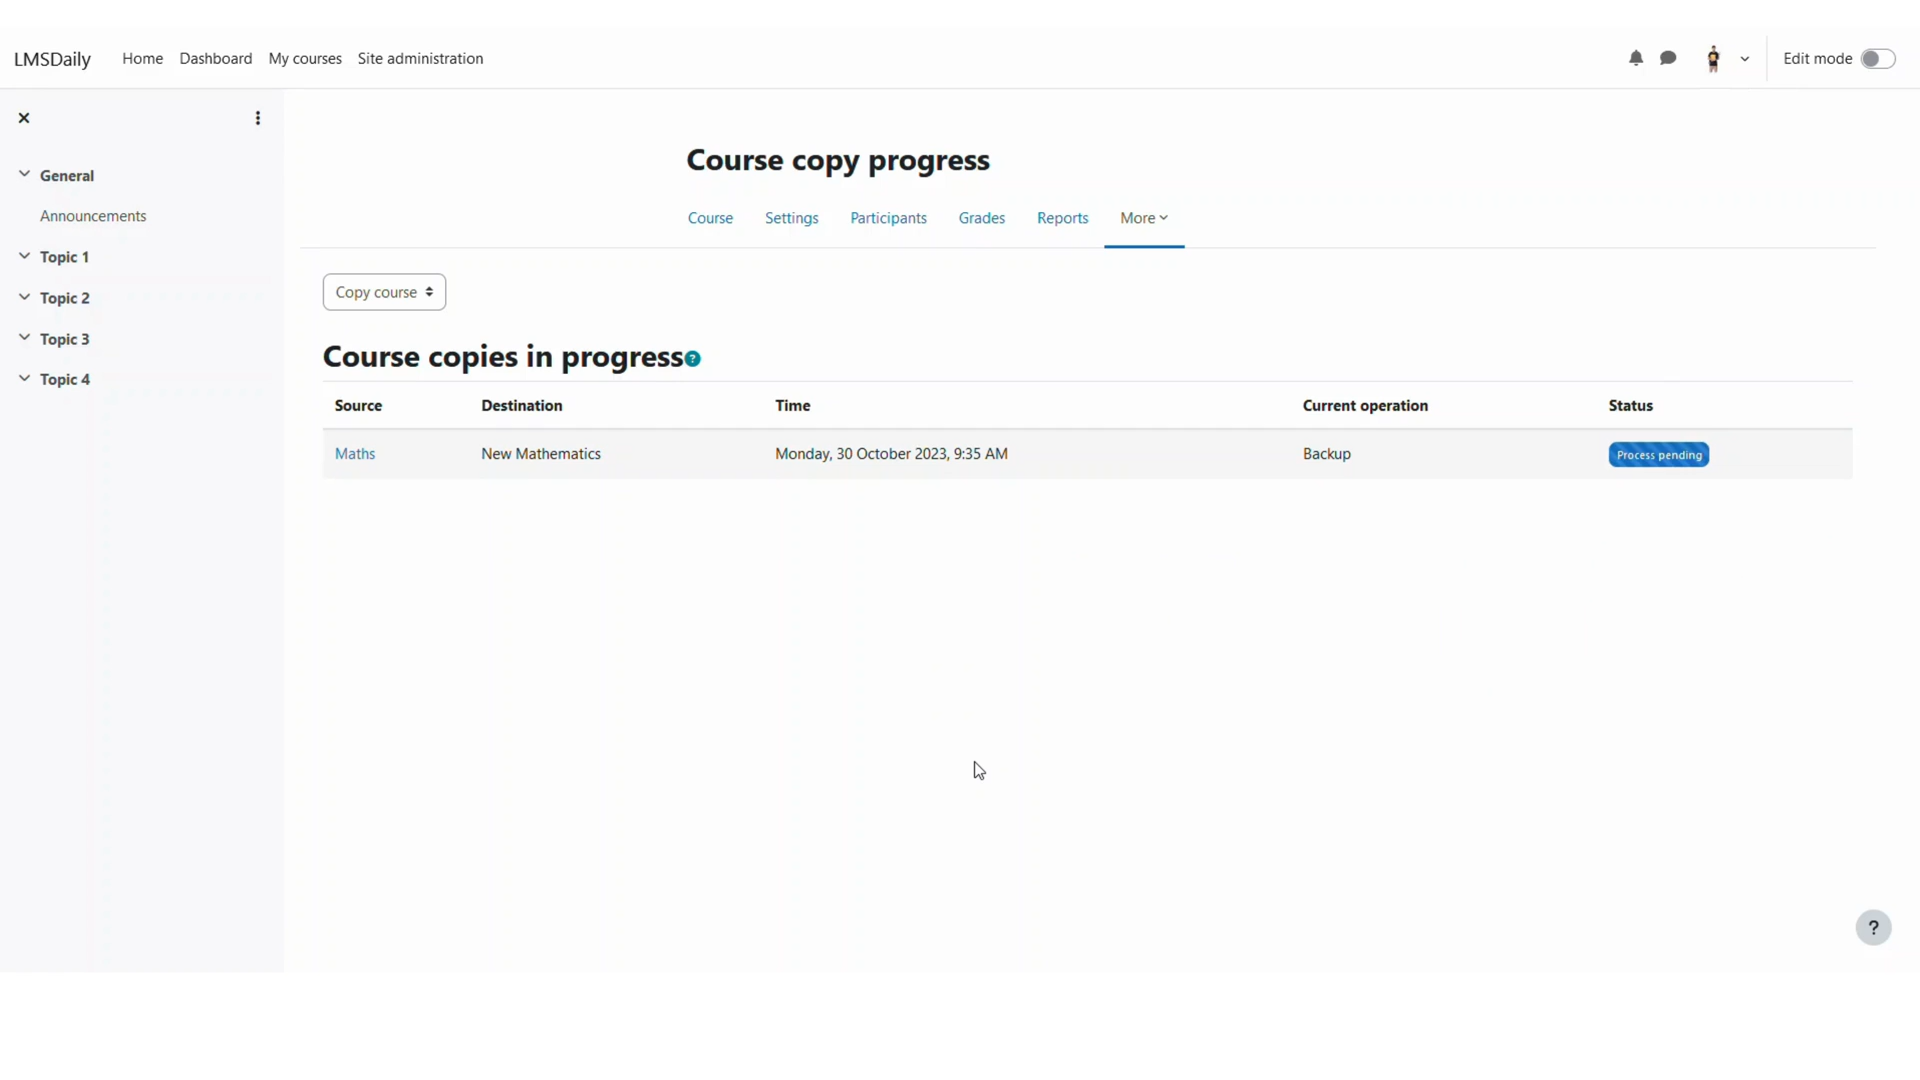 LMSDaily Home Dashboard My courses Site administration Edit mode
General
Announcements
Topic 1
Topic 2
Topic 3
Topic 4
Course copy progress
Course Settings Participants Grades Reports More
Copy course
Course copies in progress ?
Source Destination Time Current operation Status
Maths New Mathematics Monday, 30 October 2023, 9:35 AM Backup Process pending
?